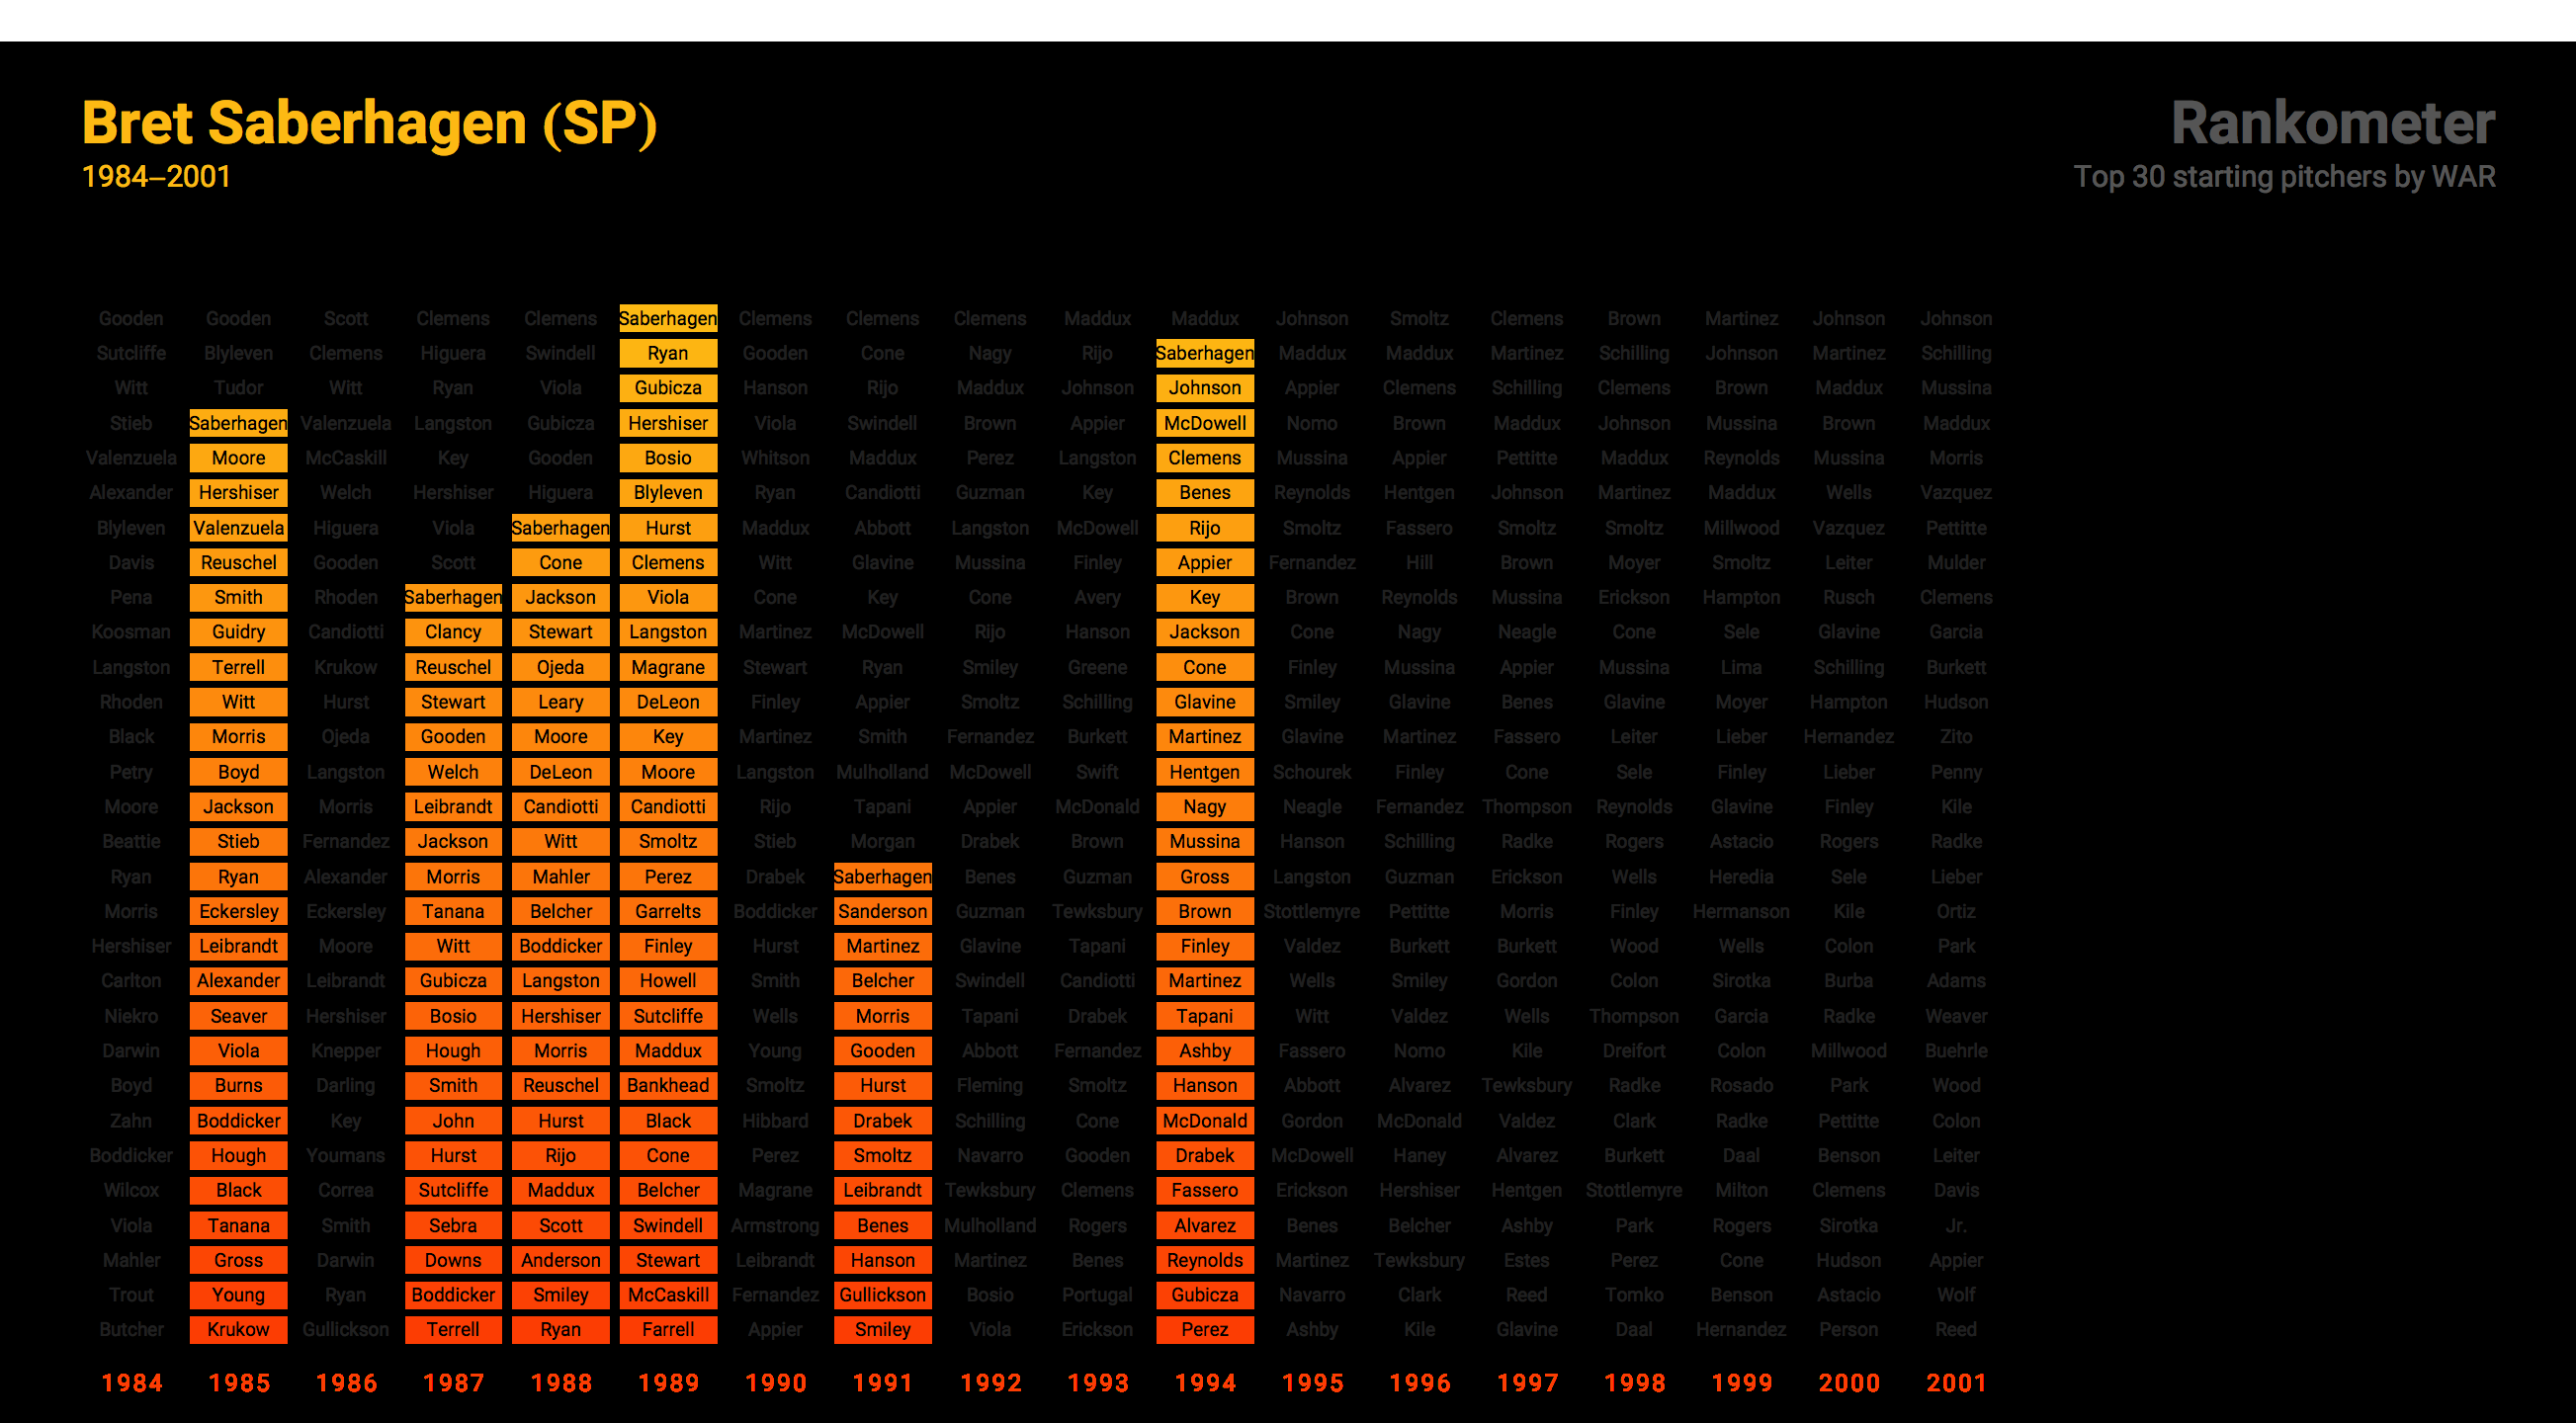 Bret Saberhagen (SP)
1984–2001
Rankometer
Top 30 starting pitchers by WAR
Gooden Gooden Scott Clemens Clemens Saberhagen Clemens Clemens Clemens Maddux Maddux Johnson Smoltz Clemens Brown Martinez Johnson Johnson
Sutcliffe Blyleven Clemens Higuera Swindell Ryan Gooden Cone Nagy Rijo Saberhagen Maddux Maddux Martinez Schilling Johnson Martinez Schilling
Witt Tudor Witt Ryan Viola Gubicza Hanson Rijo Maddux Johnson Johnson Appier Clemens Schilling Clemens Brown Maddux Mussina
Stieb Saberhagen Valenzuela Langston Gubicza Hershiser Viola Swindell Brown Appier McDowell Nomo Brown Maddux Johnson Mussina Brown Maddux
Valenzuela Moore McCaskill Key Gooden Bosio Whitson Maddux Perez Langston Clemens Mussina Appier Pettitte Maddux Reynolds Mussina Morris
Alexander Hershiser Welch Hershiser Higuera Blyleven Ryan Candiotti Guzman Key Benes Reynolds Hentgen Johnson Martinez Maddux Wells Vazquez
Blyleven Valenzuela Higuera Viola Saberhagen Hurst Maddux Abbott Langston McDowell Rijo Smoltz Fassero Smoltz Smoltz Millwood Vazquez Pettitte
Davis Reuschel Gooden Scott Cone Clemens Witt Glavine Mussina Finley Appier Fernandez Hill Brown Moyer Smoltz Leiter Mulder
Pena Smith Rhoden Saberhagen Jackson Viola Cone Key Cone Avery Key Brown Reynolds Mussina Erickson Hampton Rusch Clemens
Koosman Guidry Candiotti Clancy Stewart Langston Martinez McDowell Rijo Hanson Jackson Cone Nagy Neagle Cone Sele Glavine Garcia
Langston Terrell Krukow Reuschel Ojeda Magrane Stewart Ryan Smiley Greene Cone Finley Mussina Appier Mussina Lima Schilling Burkett
Rhoden Witt Hurst Stewart Leary DeLeon Finley Appier Smoltz Schilling Glavine Smiley Glavine Benes Glavine Moyer Hampton Hudson
Black Morris Ojeda Gooden Moore Key Martinez Smith Fernandez Burkett Martinez Glavine Martinez Fassero Leiter Lieber Hernandez Zito
Petry Boyd Langston Welch DeLeon Moore Langston Mulholland McDowell Swift Hentgen Schourek Finley Cone Sele Finley Lieber Penny
Moore Jackson Morris Leibrandt Candiotti Candiotti Rijo Tapani Appier McDonald Nagy Neagle Fernandez Thompson Reynolds Glavine Finley Kile
Beattie Stieb Fernandez Jackson Witt Smoltz Stieb Morgan Drabek Brown Mussina Hanson Schilling Radke Rogers Astacio Rogers Radke
Ryan Ryan Alexander Morris Mahler Perez Drabek Saberhagen Benes Guzman Gross Langston Guzman Erickson Wells Heredia Sele Lieber
Morris Eckersley Eckersley Tanana Belcher Garrelts Boddicker Sanderson Guzman Tewksbury Brown Stottlemyre Pettitte Morris Finley Hermanson Kile Ortiz
Hershiser Leibrandt Moore Witt Boddicker Finley Hurst Martinez Glavine Tapani Finley Valdez Burkett Burkett Wood Wells Colon Park
Carlton Alexander Leibrandt Gubicza Langston Howell Smith Belcher Swindell Candiotti Martinez Wells Smiley Gordon Colon Sirotka Burba Adams
Niekro Seaver Hershiser Bosio Hershiser Sutcliffe Wells Morris Tapani Drabek Tapani Witt Valdez Wells Thompson Garcia Radke Weaver
Darwin Viola Knepper Hough Morris Maddux Young Gooden Abbott Fernandez Ashby Fassero Nomo Kile Dreifort Colon Millwood Buehrle
Boyd Burns Darling Smith Reuschel Bankhead Smoltz Hurst Fleming Smoltz Hanson Abbott Alvarez Tewksbury Radke Rosado Park Wood
Zahn Boddicker Key John Hurst Black Hibbard Drabek Schilling Cone McDonald Gordon McDonald Valdez Clark Radke Pettitte Colon
Boddicker Hough Youmans Hurst Rijo Cone Perez Smoltz Navarro Gooden Drabek McDowell Haney Alvarez Burkett Daal Benson Leiter
Wilcox Black Correa Sutcliffe Maddux Belcher Magrane Leibrandt Tewksbury Clemens Fassero Erickson Hershiser Hentgen Stottlemyre Milton Clemens Davis
Viola Tanana Smith Sebra Scott Swindell Armstrong Benes Mulholland Rogers Alvarez Benes Belcher Ashby Park Rogers Sirotka Jr.
Mahler Gross Darwin Downs Anderson Stewart Leibrandt Hanson Martinez Benes Reynolds Martinez Tewksbury Estes Perez Cone Hudson Appier
Trout Young Ryan Boddicker Smiley McCaskill Fernandez Gullickson Bosio Portugal Gubicza Navarro Clark Reed Tomko Benson Astacio Wolf
Butcher Krukow Gullickson Terrell Ryan Farrell Appier Smiley Viola Erickson Perez Ashby Kile Glavine Daal Hernandez Person Reed
1984 1985 1986 1987 1988 1989 1990 1991 1992 1993 1994 1995 1996 1997 1998 1999 2000 2001